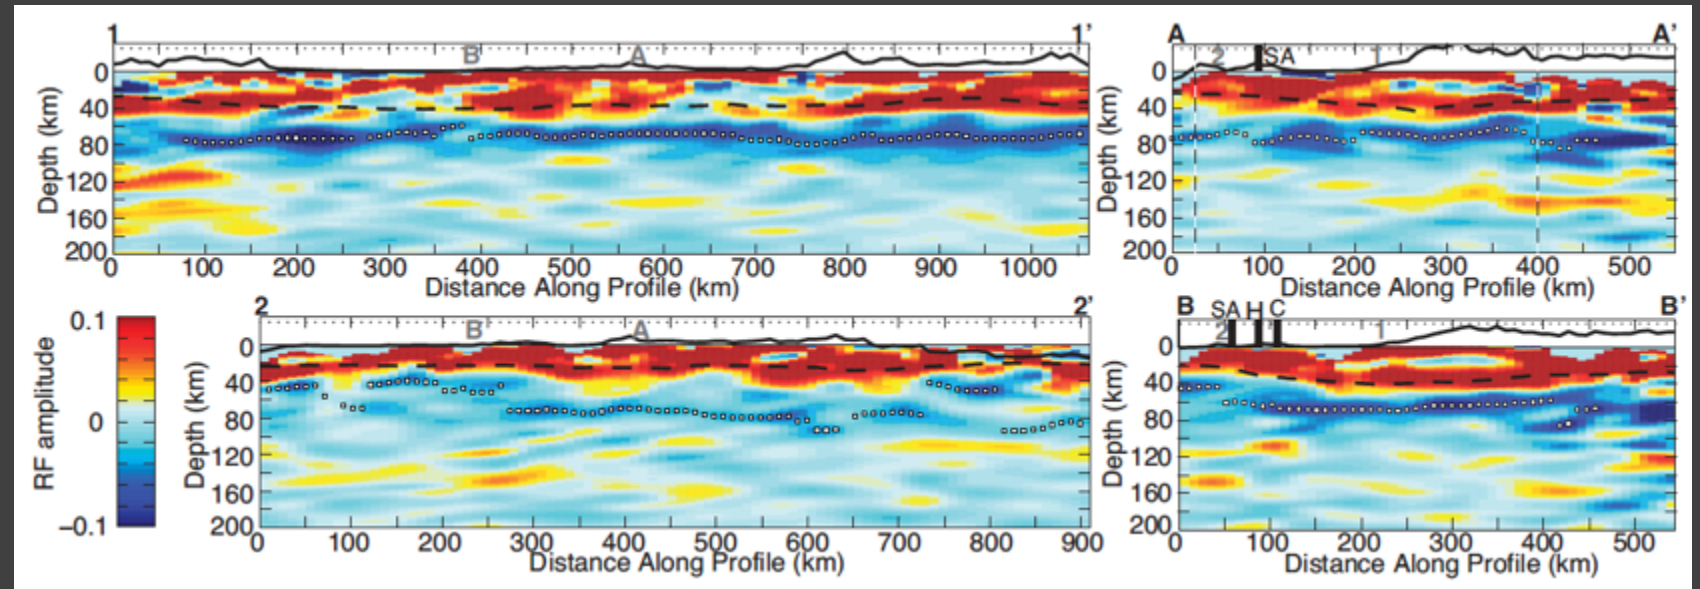 1 1'
B A
0
40
80
120
160
200
Depth (km)
0 100 200 300 400 500 600 700 800 900 1000
Distance Along Profile (km)
A A'
2 SA 1
0
40
80
120
160
200
Depth (km)
0 100 200 300 400 500
Distance Along Profile (km)
0.1
0
−0.1
RF amplitude
2 2'
B A
0
40
80
120
160
200
Depth (km)
0 100 200 300 400 500 600 700 800 900
Distance Along Profile (km)
B SA H C B'
2 1
0
40
80
120
160
200
Depth (km)
0 100 200 300 400 500
Distance Along Profile (km)